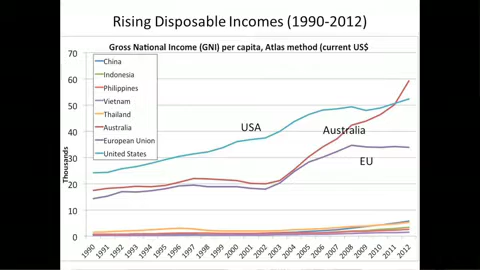 Rising Disposable Incomes (1990-2012)
Gross National Income (GNI) per capita, Atlas method (current US$
70
60
50
40
30
20
10
0
Thousands
China
Indonesia
Philippines
Vietnam
Thailand
Australia
European Union
United States
USA
Australia
EU
1990
1991
1992
1993
1994
1995
1996
1997
1998
1999
2000
2001
2002
2003
2004
2005
2006
2007
2008
2009
2010
2011
2012